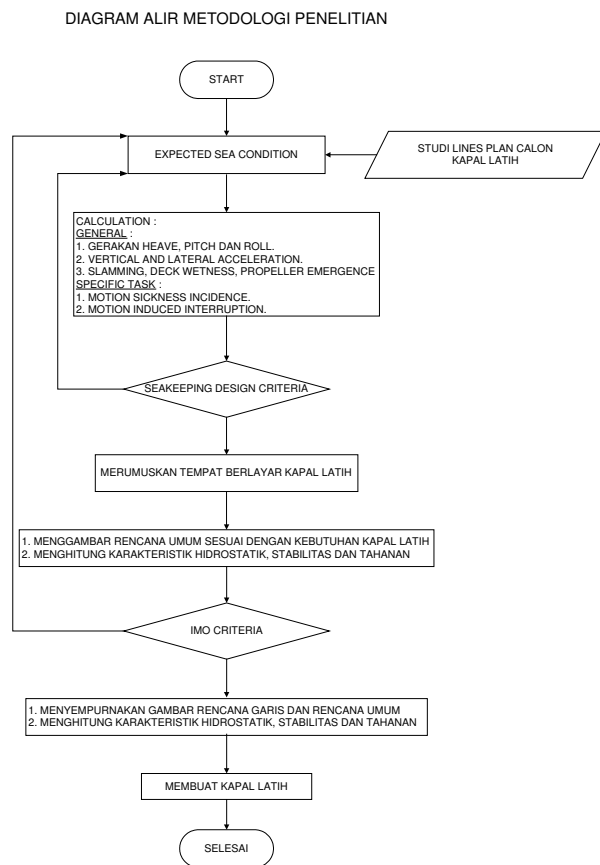 DIAGRAM ALIR METODOLOGI PENELITIAN
START
EXPECTED SEA CONDITION
STUDI LINES PLAN CALON
KAPAL LATIH
CALCULATION :
GENERAL :
1. GERAKAN HEAVE, PITCH DAN ROLL.
2. VERTICAL AND LATERAL ACCELERATION.
3. SLAMMING, DECK WETNESS, PROPELLER EMERGENCE
SPECIFIC TASK :
1. MOTION SICKNESS INCIDENCE.
2. MOTION INDUCED INTERRUPTION.
SEAKEEPING DESIGN CRITERIA
MERUMUSKAN TEMPAT BERLAYAR KAPAL LATIH
1. MENGGAMBAR RENCANA UMUM SESUAI DENGAN KEBUTUHAN KAPAL LATIH
2. MENGHITUNG KARAKTERISTIK HIDROSTATIK, STABILITAS DAN TAHANAN
IMO CRITERIA
1. MENYEMPURNAKAN GAMBAR RENCANA GARIS DAN RENCANA UMUM
2. MENGHITUNG KARAKTERISTIK HIDROSTATIK, STABILITAS DAN TAHANAN
MEMBUAT KAPAL LATIH
SELESAI